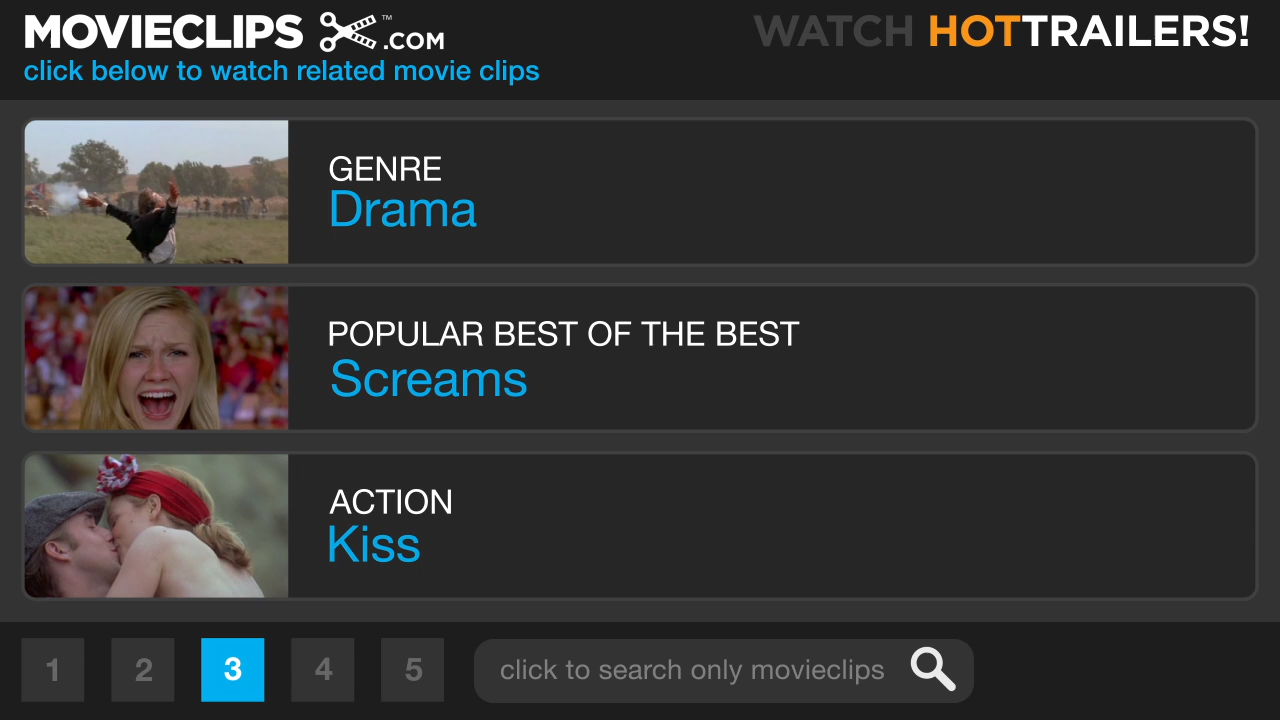 MOVIECLIPS ™ .COM
WATCH HOTTRAILERS!
click below to watch related movie clips
GENRE
Drama
POPULAR BEST OF THE BEST
Screams
ACTION
Kiss
1 2 3 4 5 click to search only movieclips